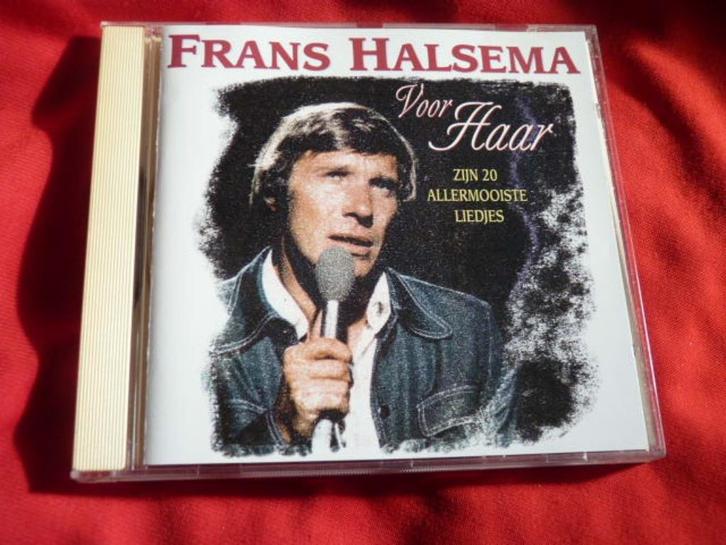 FRANS HALSEMA
Voor
Haar
ZIJN 20
ALLERMOOISTE
LIEDJES